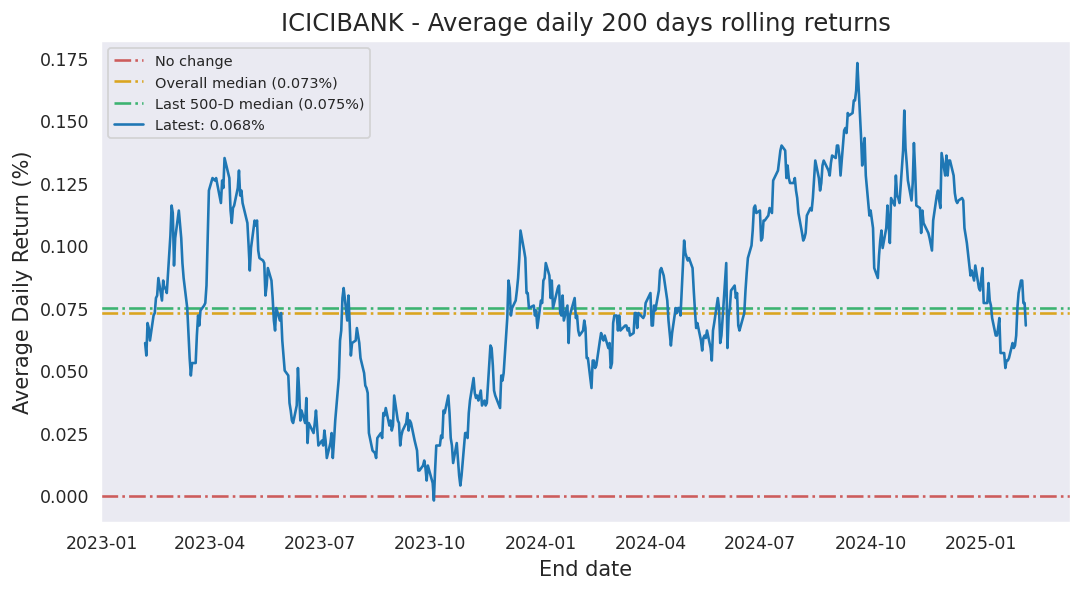 ICICIBANK - Average daily 200 days rolling returns
No change
Overall median (0.073%)
Last 500-D median (0.075%)
Latest: 0.068%
Average Daily Return (%)
0.175
0.150
0.125
0.100
0.075
0.050
0.025
0.000
2023-01 2023-04 2023-07 2023-10 2024-01 2024-04 2024-07 2024-10 2025-01
End date